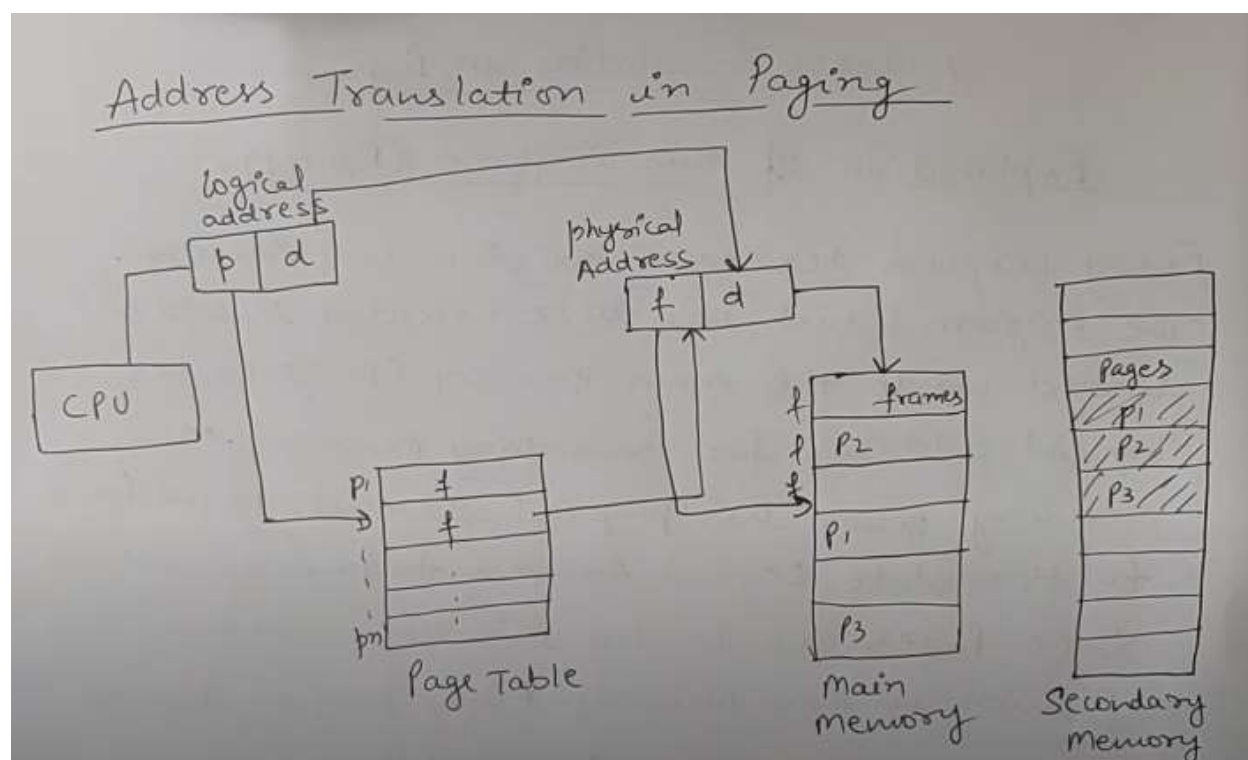 Address Translation in Paging
logical
address
p d
physical
Address
f d
CPU
Pages
P1
P2
P3
f frames
f P2
f
P1
P3
P1 f
f
pn
Page Table
Main
Memory
Secondary
Memory